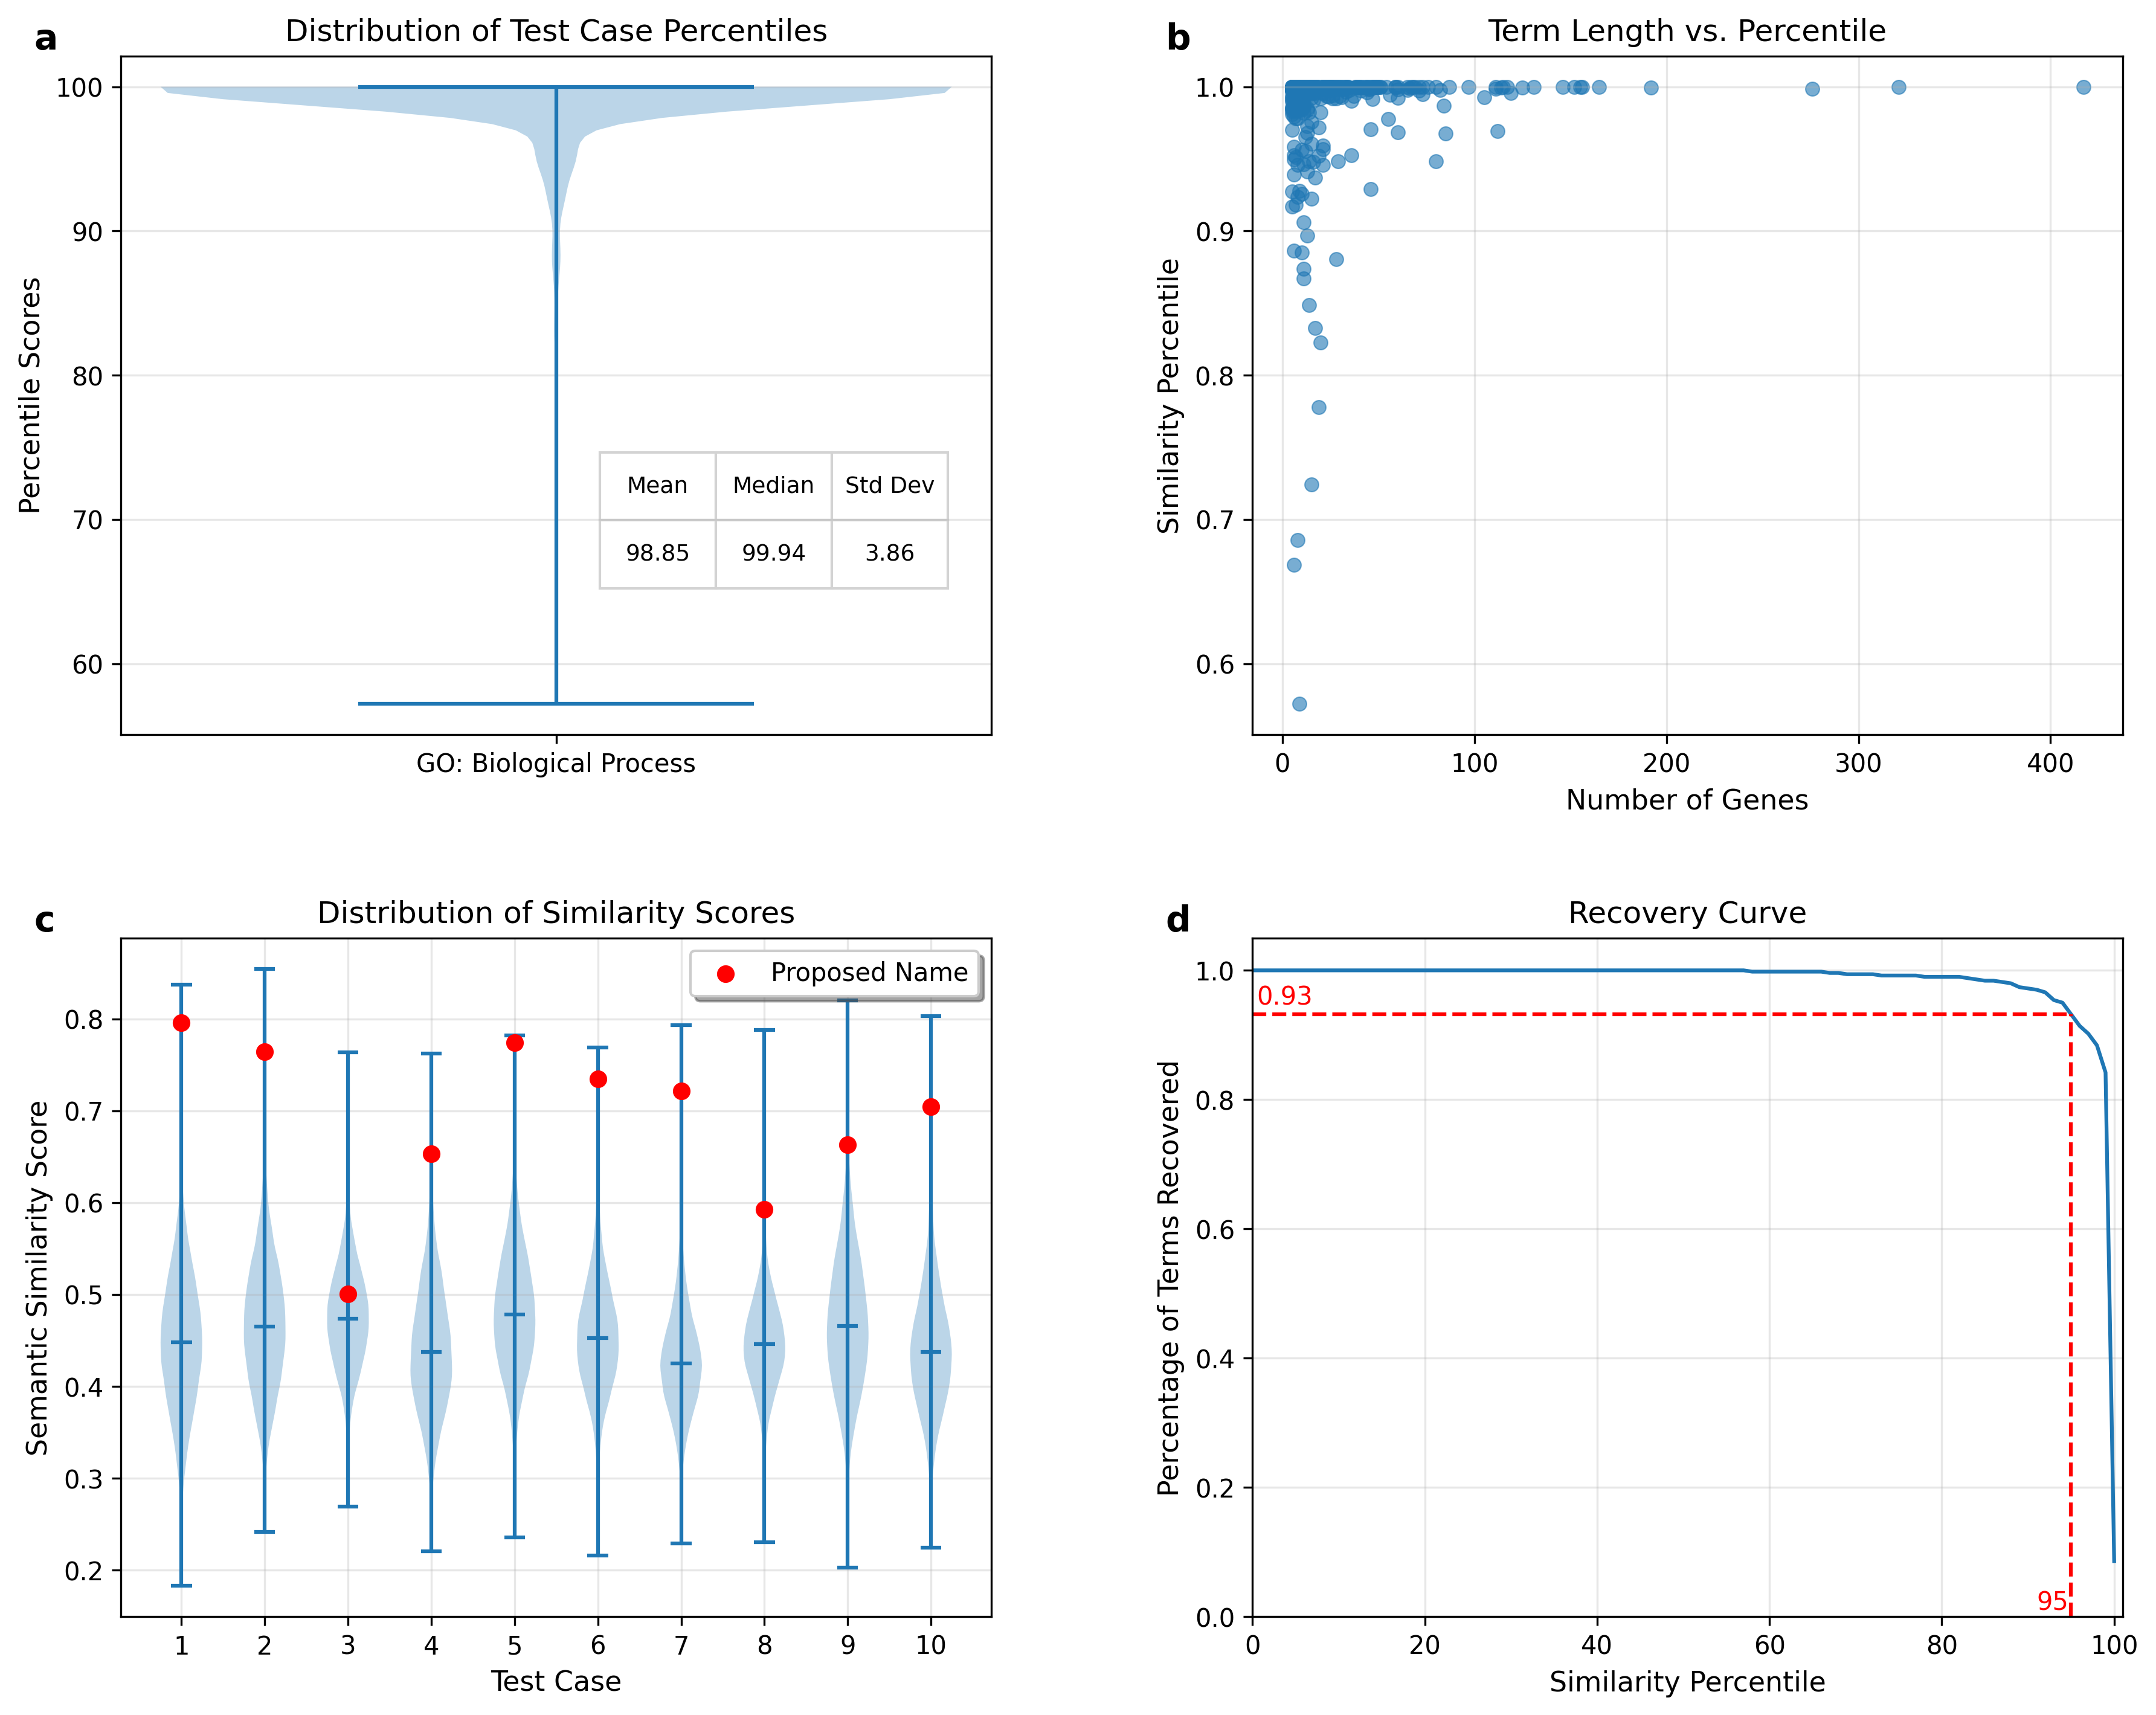 a
Distribution of Test Case Percentiles
Percentile Scores
100
90
80
70
60
Mean Median Std Dev
98.85 99.94 3.86
GO: Biological Process
b
Term Length vs. Percentile
Similarity Percentile
1.0
0.9
0.8
0.7
0.6
0 100 200 300 400
Number of Genes
c
Distribution of Similarity Scores
Semantic Similarity Score
Proposed Name
0.8
0.7
0.6
0.5
0.4
0.3
0.2
1 2 3 4 5 6 7 8 9 10
Test Case
d
Recovery Curve
Percentage of Terms Recovered
1.0
0.93
0.8
0.6
0.4
0.2
0.0
95
0 20 40 60 80 100
Similarity Percentile